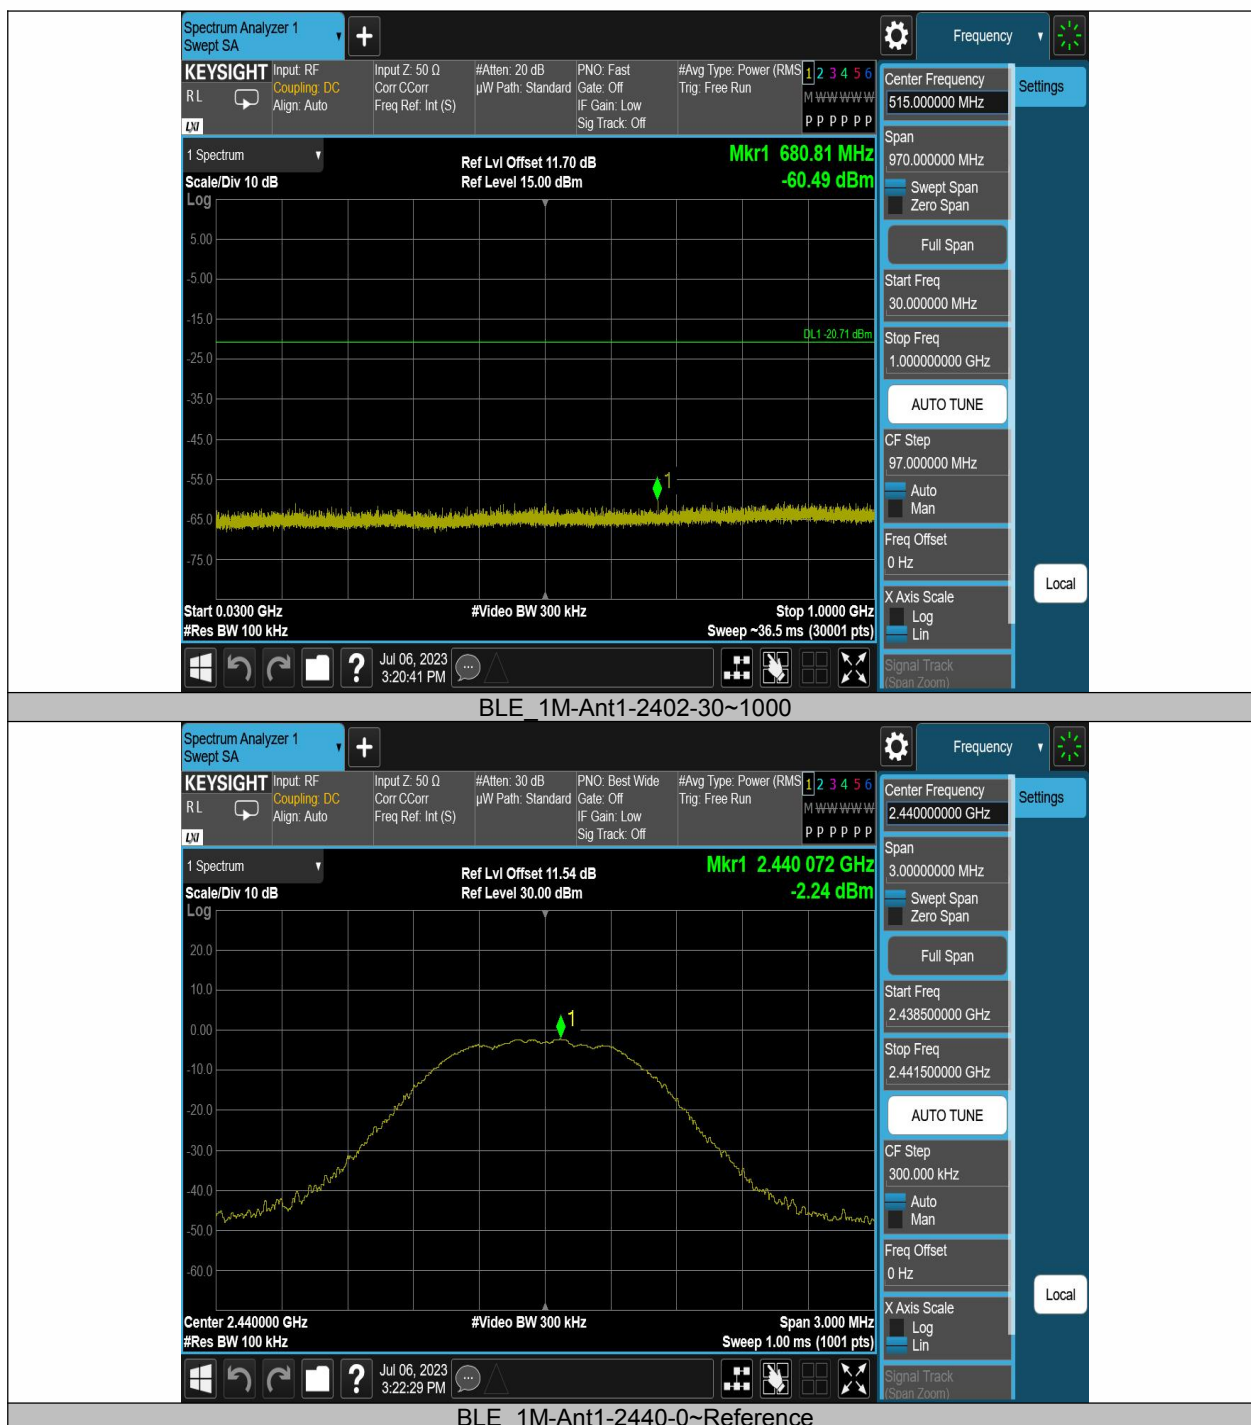 Spectrum Analyzer 1
Swept SA
Frequency
KEYSIGHT
RL
LXI
Input: RF
Coupling: DC
Align: Auto
Input Z: 50 Ω
Corr CCorr
Freq Ref: Int (S)
#Atten: 20 dB
µW Path: Standard
PNO: Fast
Gate: Off
IF Gain: Low
Sig Track: Off
#Avg Type: Power (RMS
Trig: Free Run
1 2 3 4 5 6
M W W W W W
P P P P P P
Center Frequency
515.000000 MHz
Settings
1 Spectrum
Scale/Div 10 dB
Log
Ref Lvl Offset 11.70 dB
Ref Level 15.00 dBm
Mkr1 680.81 MHz
-60.49 dBm
5.00
-5.00
-15.0
DL1 -20.71 dBm
-25.0
-35.0
-45.0
-55.0
1
-65.0
-75.0
Start 0.0300 GHz
#Res BW 100 kHz
#Video BW 300 kHz
Stop 1.0000 GHz
Sweep ~36.5 ms (30001 pts)
Span
970.000000 MHz
Swept Span
Zero Span
Full Span
Start Freq
30.000000 MHz
Stop Freq
1.000000000 GHz
AUTO TUNE
CF Step
97.000000 MHz
Auto
Man
Freq Offset
0 Hz
X Axis Scale
Log
Lin
Signal Track
(Span Zoom)
Local
?
Jul 06, 2023
3:20:41 PM
BLE_1M-Ant1-2402-30~1000
Spectrum Analyzer 1
Swept SA
Frequency
KEYSIGHT
RL
LXI
Input: RF
Coupling: DC
Align: Auto
Input Z: 50 Ω
Corr CCorr
Freq Ref: Int (S)
#Atten: 30 dB
µW Path: Standard
PNO: Best Wide
Gate: Off
IF Gain: Low
Sig Track: Off
#Avg Type: Power (RMS
Trig: Free Run
1 2 3 4 5 6
M W W W W W
P P P P P P
Center Frequency
2.440000000 GHz
Settings
1 Spectrum
Scale/Div 10 dB
Log
Ref Lvl Offset 11.54 dB
Ref Level 30.00 dBm
Mkr1 2.440 072 GHz
-2.24 dBm
20.0
10.0
0.00
1
-10.0
-20.0
-30.0
-40.0
-50.0
-60.0
Center 2.440000 GHz
#Res BW 100 kHz
#Video BW 300 kHz
Span 3.000 MHz
Sweep 1.00 ms (1001 pts)
Span
3.00000000 MHz
Swept Span
Zero Span
Full Span
Start Freq
2.438500000 GHz
Stop Freq
2.441500000 GHz
AUTO TUNE
CF Step
300.000 kHz
Auto
Man
Freq Offset
0 Hz
X Axis Scale
Log
Lin
Signal Track
(Span Zoom)
Local
?
Jul 06, 2023
3:22:29 PM
BLE_1M-Ant1-2440-0~Reference